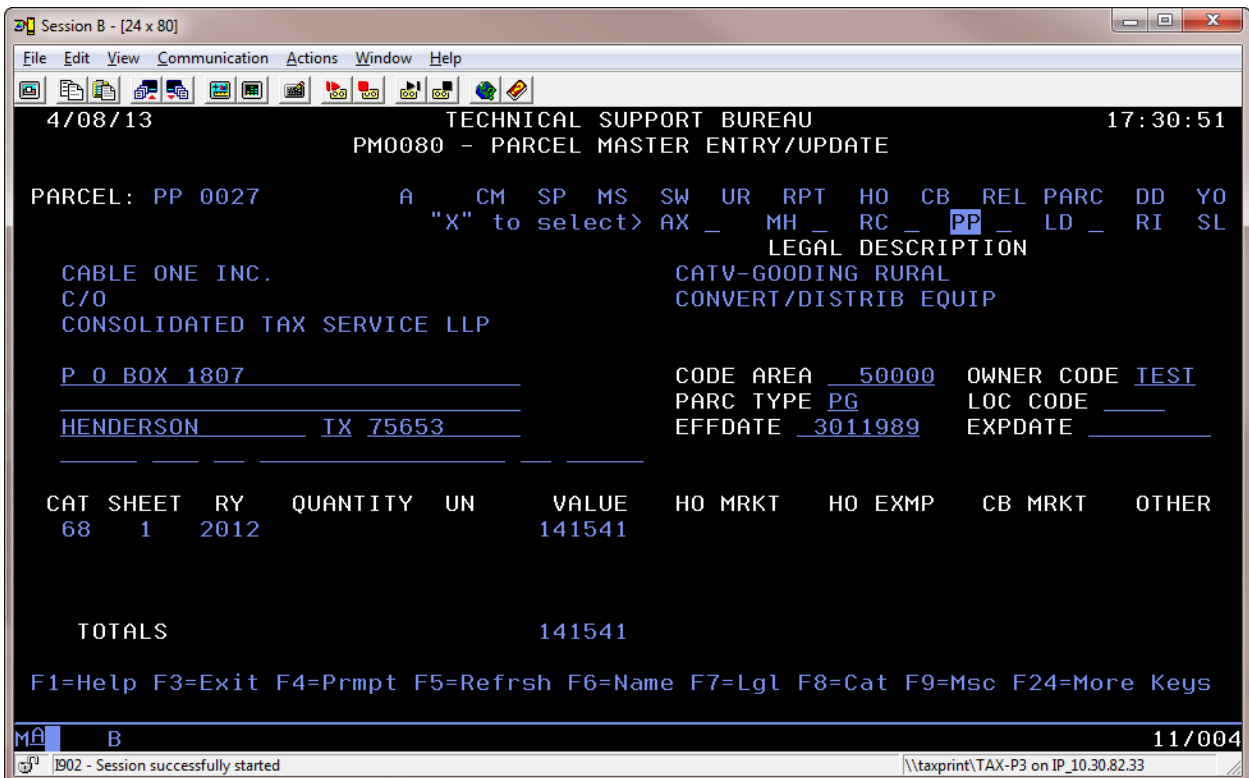 Session B - [24 x 80]
File Edit View Communication Actions Window Help
4/08/13 TECHNICAL SUPPORT BUREAU 17:30:51
PMO080 - PARCEL MASTER ENTRY/UPDATE
PARCEL: PP 0027 A CM SP MS SW UR RPT HO CB REL PARC DD YO
"X" to select> AX _ MH _ RC _ PP _ LD _ RI SL
LEGAL DESCRIPTION
CABLE ONE INC. CATV-GOODING RURAL
C/O CONVERT/DISTRIB EQUIP
CONSOLIDATED TAX SERVICE LLP
P O BOX 1807 CODE AREA 50000 OWNER CODE TEST
PARC TYPE PG LOC CODE
HENDERSON TX 75653 EFFDATE 3011989 EXPDATE
CAT SHEET RY QUANTITY UN VALUE HO MRKT HO EXMP CB MRKT OTHER
68 1 2012 141541
TOTALS 141541
F1=Help F3=Exit F4=Prmpt F5=Refrsh F6=Name F7=Lgl F8=Cat F9=Msc F24=More Keys
MA B 11/004
I902 - Session successfully started \\taxprint\TAX-P3 on IP_10.30.82.33